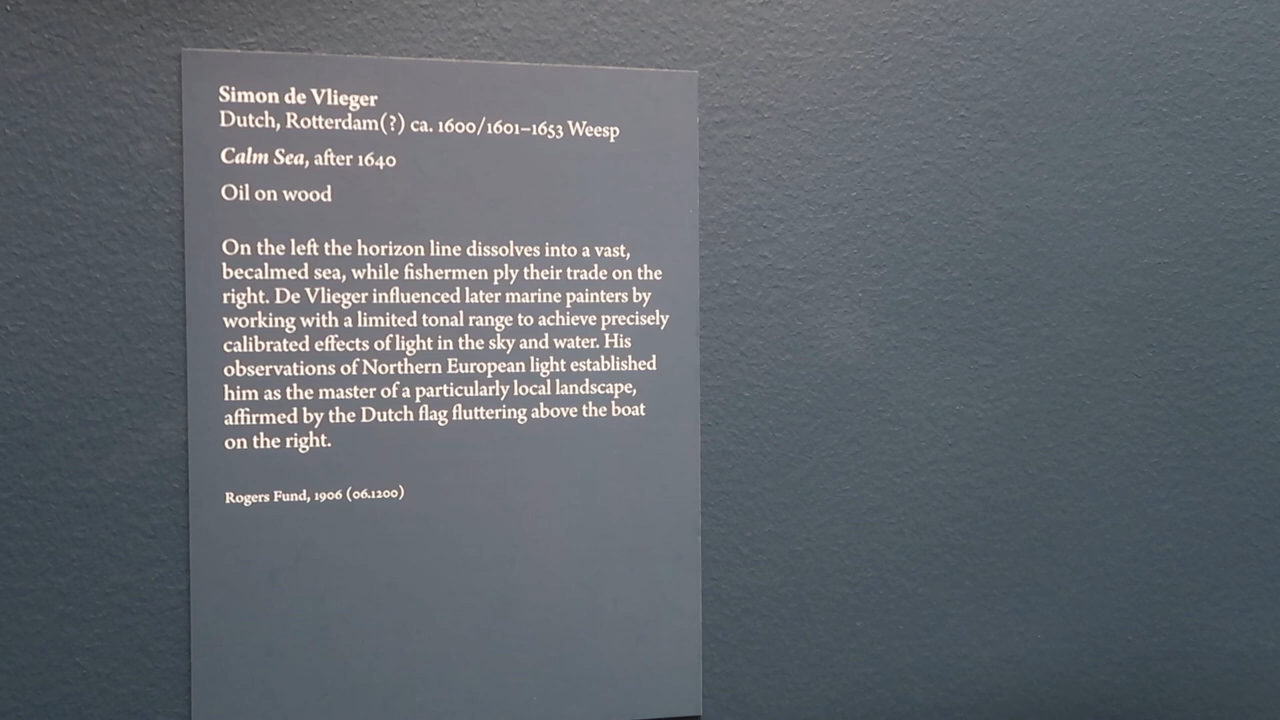 Simon de Vlieger
Dutch, Rotterdam(?) ca. 1600/1601–1653 Weesp
Calm Sea, after 1640
Oil on wood
On the left the horizon line dissolves into a vast,
becalmed sea, while fishermen ply their trade on the
right. De Vlieger influenced later marine painters by
working with a limited tonal range to achieve precisely
calibrated effects of light in the sky and water. His
observations of Northern European light established
him as the master of a particularly local landscape,
affirmed by the Dutch flag fluttering above the boat
on the right.
Rogers Fund, 1906 (06.1200)